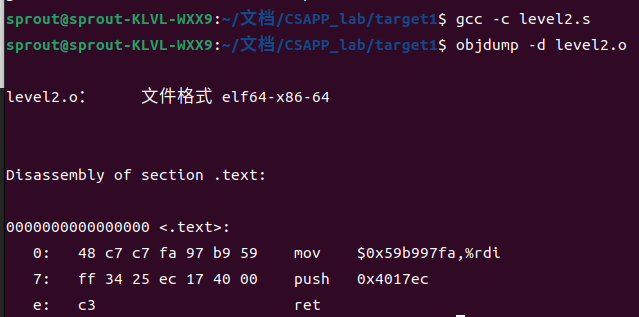 sprout@sprout-KLVL-WXX9:~/文档/CSAPP_lab/target1$ gcc -c level2.s
sprout@sprout-KLVL-WXX9:~/文档/CSAPP_lab/target1$ objdump -d level2.o
level2.o：     文件格式 elf64-x86-64
Disassembly of section .text:
0000000000000000 <.text>:
   0:   48 c7 c7 fa 97 b9 59    mov    $0x59b997fa,%rdi
   7:   ff 34 25 ec 17 40 00    push   0x4017ec
   e:   c3                      ret